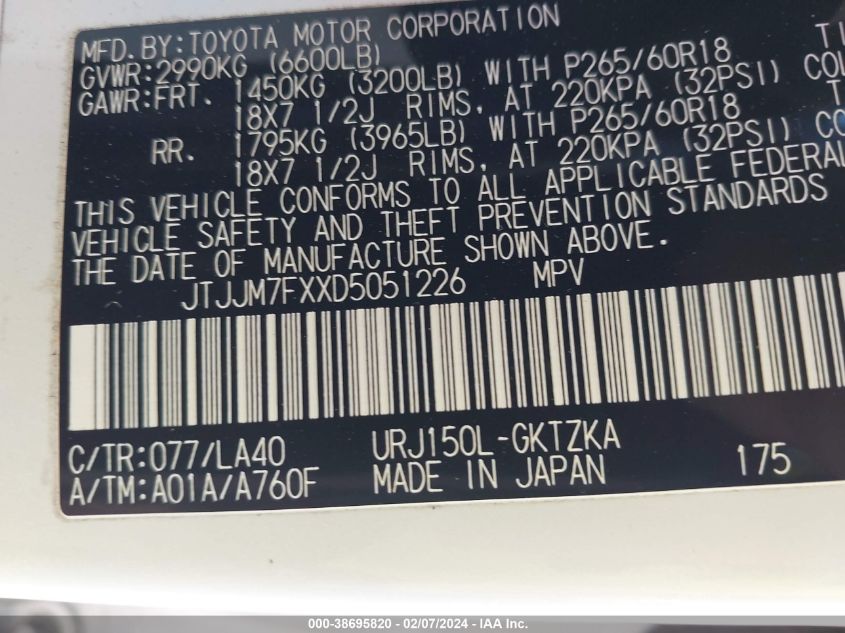 MFD. BY: TOYOTA MOTOR CORPORATION
GVWR: 2990KG (6600LB)
GAWR: FRT. 1450KG (3200LB) WITH P265/60R18
18X7 1/2J RIMS, AT 220KPA (32PSI) COL
RR. 1795KG (3965LB) WITH P265/60R18
18X7 1/2J RIMS, AT 220KPA (32PSI) CO
THIS VEHICLE CONFORMS TO ALL APPLICABLE FEDERAL
VEHICLE SAFETY AND THEFT PREVENTION STANDARDS
THE DATE OF MANUFACTURE SHOWN ABOVE.
JTJJM7FXXD5051226 MPV
C/TR: 077/LA40 URJ150L-GKTZKA
A/TM: A01A/A760F MADE IN JAPAN 175
000-38695820 - 02/07/2024 - IAA Inc.